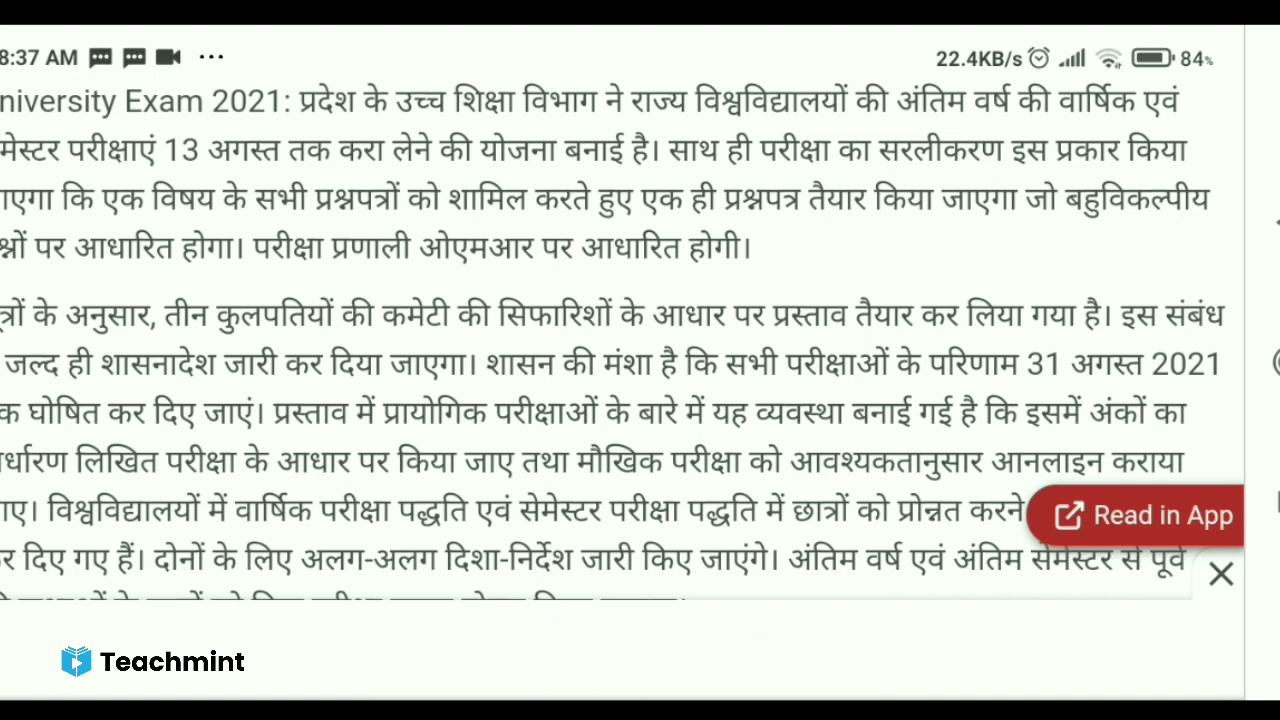 8:37 AM ... 22.4KB/s 84%
niversity Exam 2021: प्रदेश के उच्च शिक्षा विभाग ने राज्य विश्वविद्यालयों की अंतिम वर्ष की वार्षिक एवं
मेस्टर परीक्षाएं 13 अगस्त तक करा लेने की योजना बनाई है। साथ ही परीक्षा का सरलीकरण इस प्रकार किया
ाएगा कि एक विषय के सभी प्रश्नपत्रों को शामिल करते हुए एक ही प्रश्नपत्र तैयार किया जाएगा जो बहुविकल्पीय
श्नों पर आधारित होगा। परीक्षा प्रणाली ओएमआर पर आधारित होगी।
त्रों के अनुसार, तीन कुलपतियों की कमेटी की सिफारिशों के आधार पर प्रस्ताव तैयार कर लिया गया है। इस संबंध
जल्द ही शासनादेश जारी कर दिया जाएगा। शासन की मंशा है कि सभी परीक्षाओं के परिणाम 31 अगस्त 2021
क घोषित कर दिए जाएं। प्रस्ताव में प्रायोगिक परीक्षाओं के बारे में यह व्यवस्था बनाई गई है कि इसमें अंकों का
र्धारण लिखित परीक्षा के आधार पर किया जाए तथा मौखिक परीक्षा को आवश्यकतानुसार आनलाइन कराया
ाए। विश्वविद्यालयों में वार्षिक परीक्षा पद्धति एवं सेमेस्टर परीक्षा पद्धति में छात्रों को प्रोन्नत करने
Read in App
र दिए गए हैं। दोनों के लिए अलग-अलग दिशा-निर्देश जारी किए जाएंगे। अंतिम वर्ष एवं अंतिम सेमेस्टर से पूर्व
Teachmint